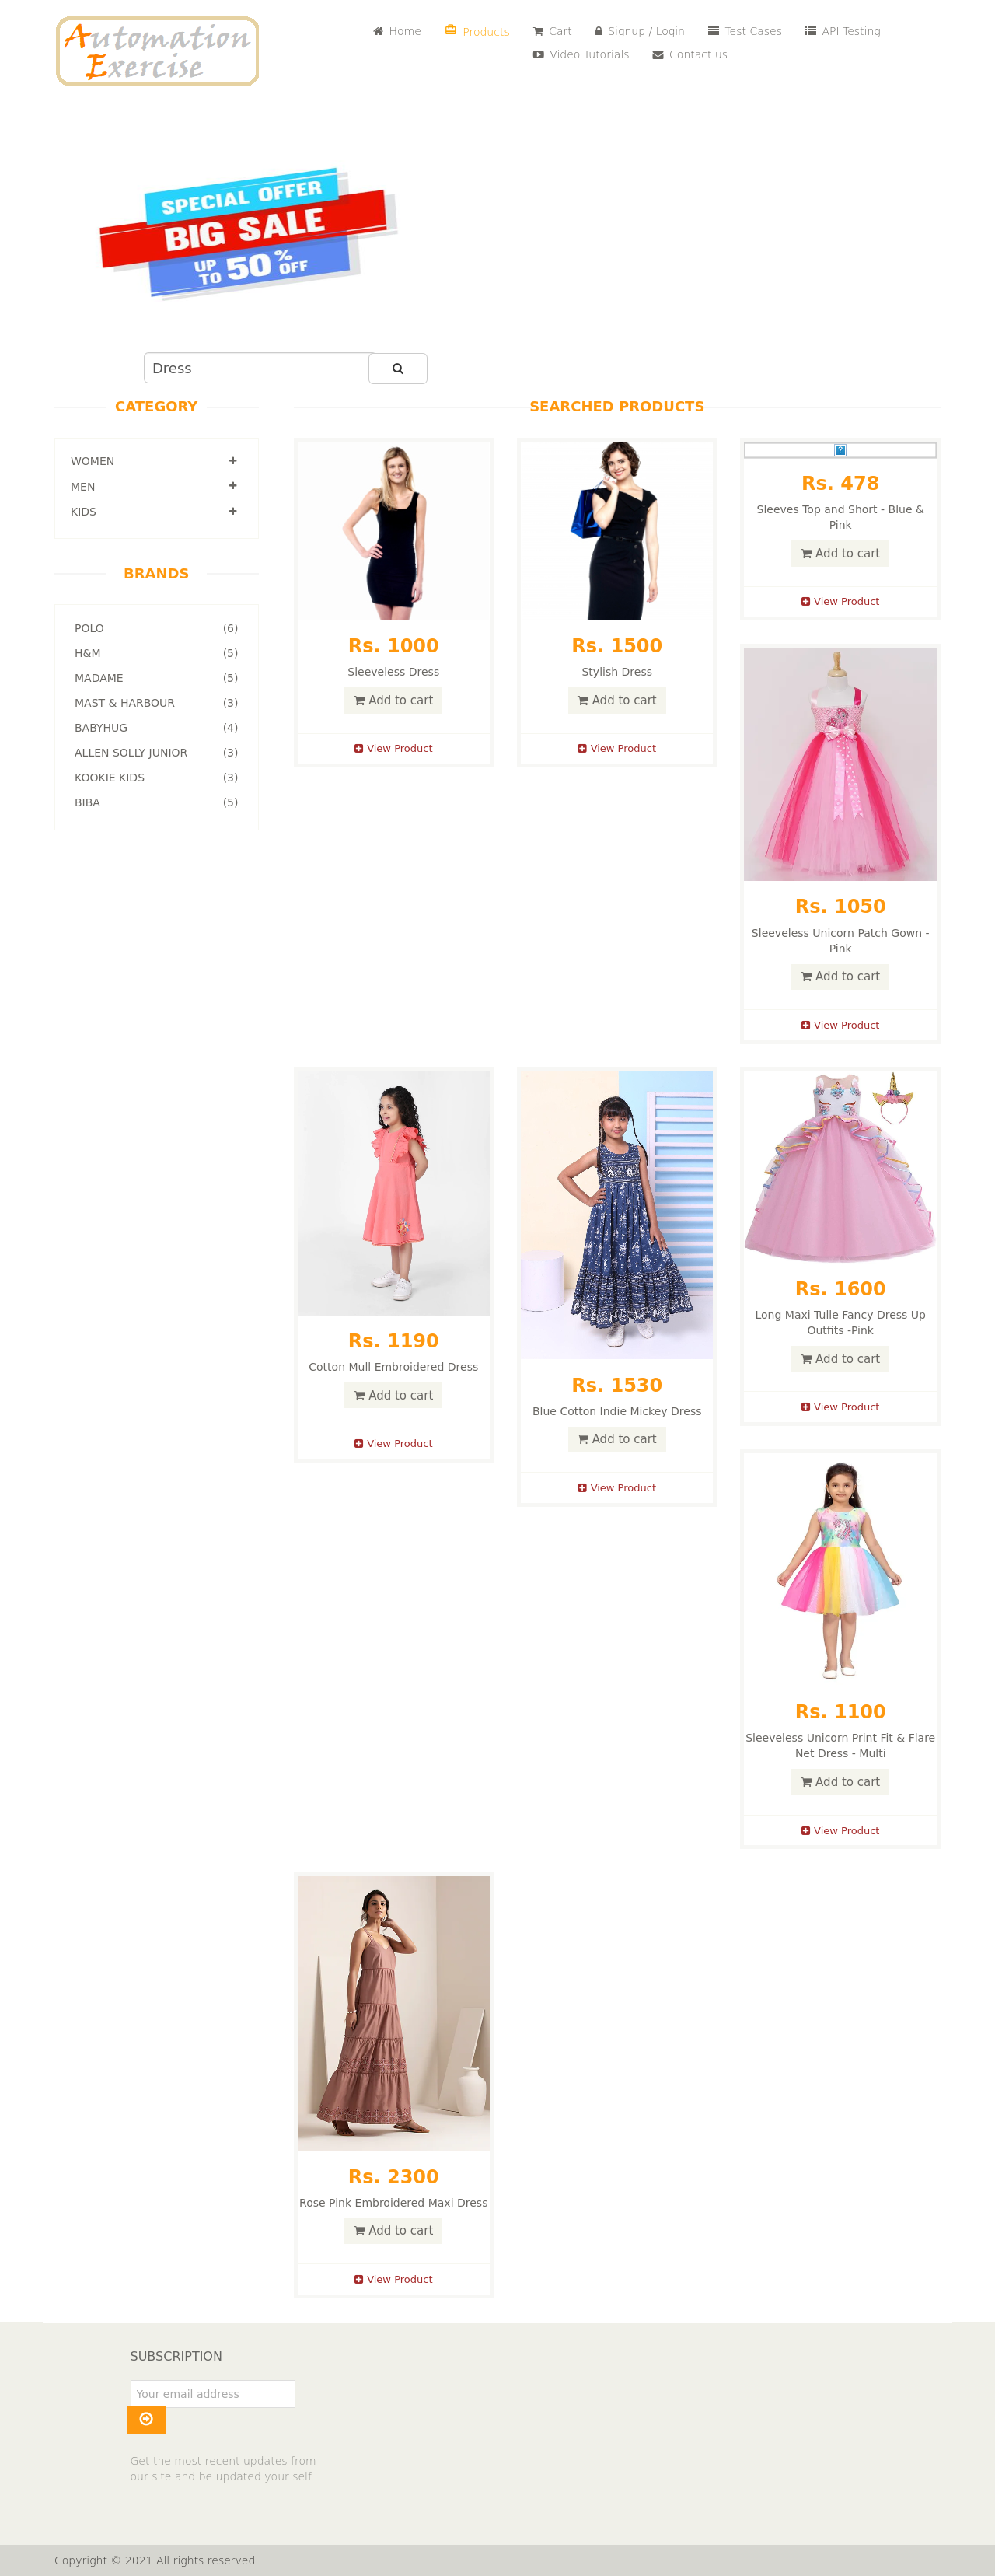 Automation
Exercise
Home
Products
Cart
Signup / Login
Test Cases
API Testing
Video Tutorials
Contact us
SPECIAL OFFER
BIG SALE
UP TO 50% OFF
Dress
CATEGORY
WOMEN
MEN
KIDS
BRANDS
POLO (6)
H&M (5)
MADAME (5)
MAST & HARBOUR (3)
BABYHUG (4)
ALLEN SOLLY JUNIOR (3)
KOOKIE KIDS (3)
BIBA (5)
SEARCHED PRODUCTS
Rs. 1000
Sleeveless Dress
Add to cart
View Product
Rs. 1500
Stylish Dress
Add to cart
View Product
?
Rs. 478
Sleeves Top and Short - Blue &
Pink
Add to cart
View Product
Rs. 1050
Sleeveless Unicorn Patch Gown -
Pink
Add to cart
View Product
Rs. 1190
Cotton Mull Embroidered Dress
Add to cart
View Product
Rs. 1530
Blue Cotton Indie Mickey Dress
Add to cart
View Product
Rs. 1600
Long Maxi Tulle Fancy Dress Up
Outfits -Pink
Add to cart
View Product
Rs. 1100
Sleeveless Unicorn Print Fit & Flare
Net Dress - Multi
Add to cart
View Product
Rs. 2300
Rose Pink Embroidered Maxi Dress
Add to cart
View Product
SUBSCRIPTION
Your email address
Get the most recent updates from
our site and be updated your self...
Copyright © 2021 All rights reserved